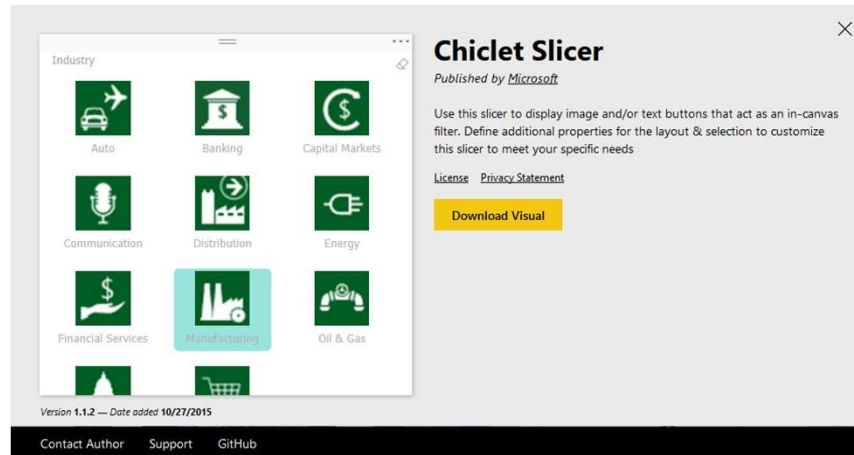 Industry
Auto
Banking
Capital Markets
Communication
Distribution
Energy
Financial Services
Manufacturing
Oil & Gas
Version 1.1.2 — Date added 10/27/2015
Chiclet Slicer
Published by Microsoft
Use this slicer to display image and/or text buttons that act as an in-canvas
filter. Define additional properties for the layout & selection to customize
this slicer to meet your specific needs
License Privacy Statement
Download Visual
Contact Author Support GitHub